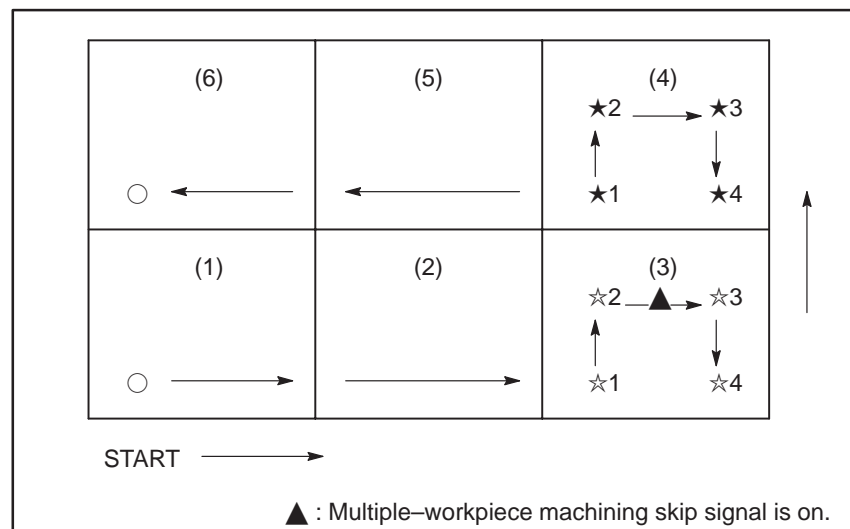 (6) (5) (4)
★2 ★3
★1 ★4
(1) (2) (3)
☆2 ☆3
☆1 ☆4
START
▲ : Multiple–workpiece machining skip signal is on.